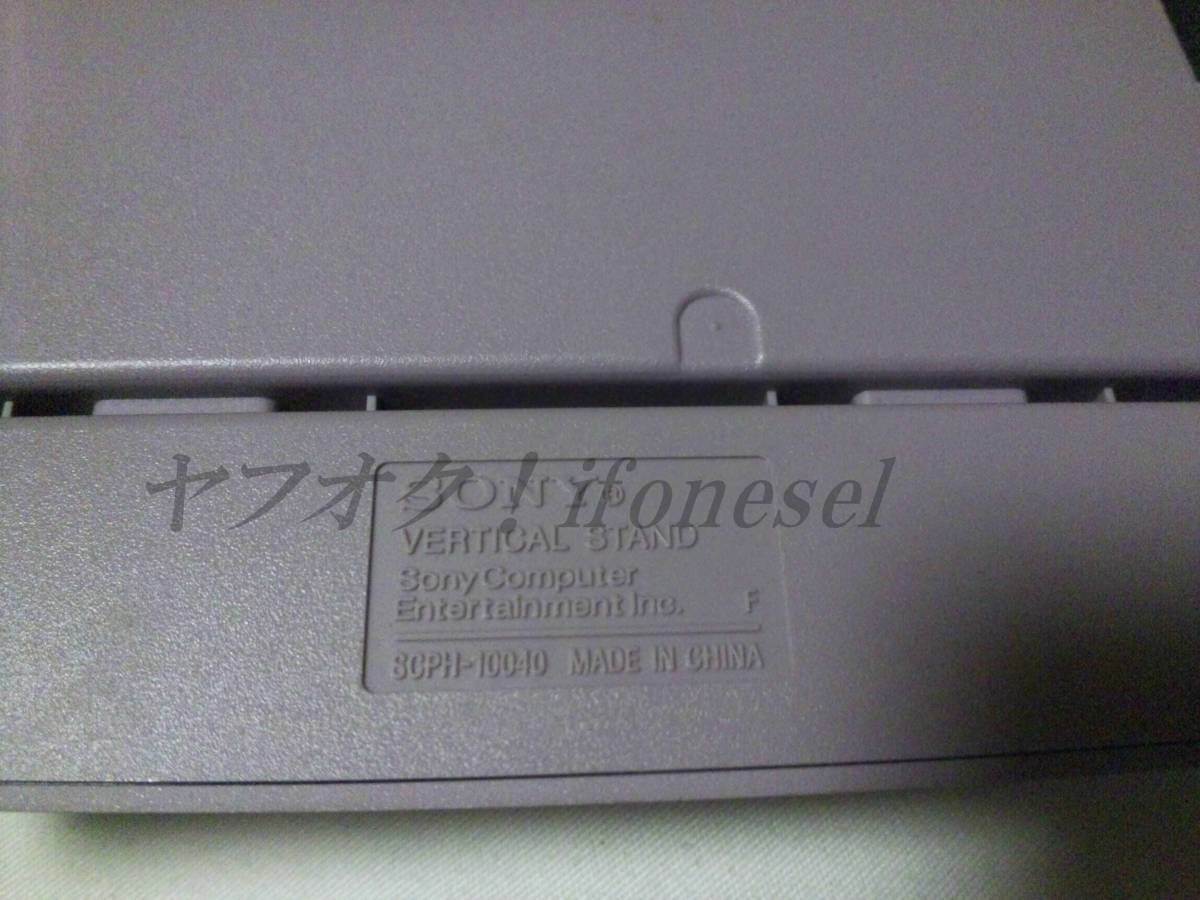 ヤフオク！ifonesel
SONY®
VERTICAL STAND
Sony Computer
Entertainment Inc. F
SCPH-10040 MADE IN CHINA